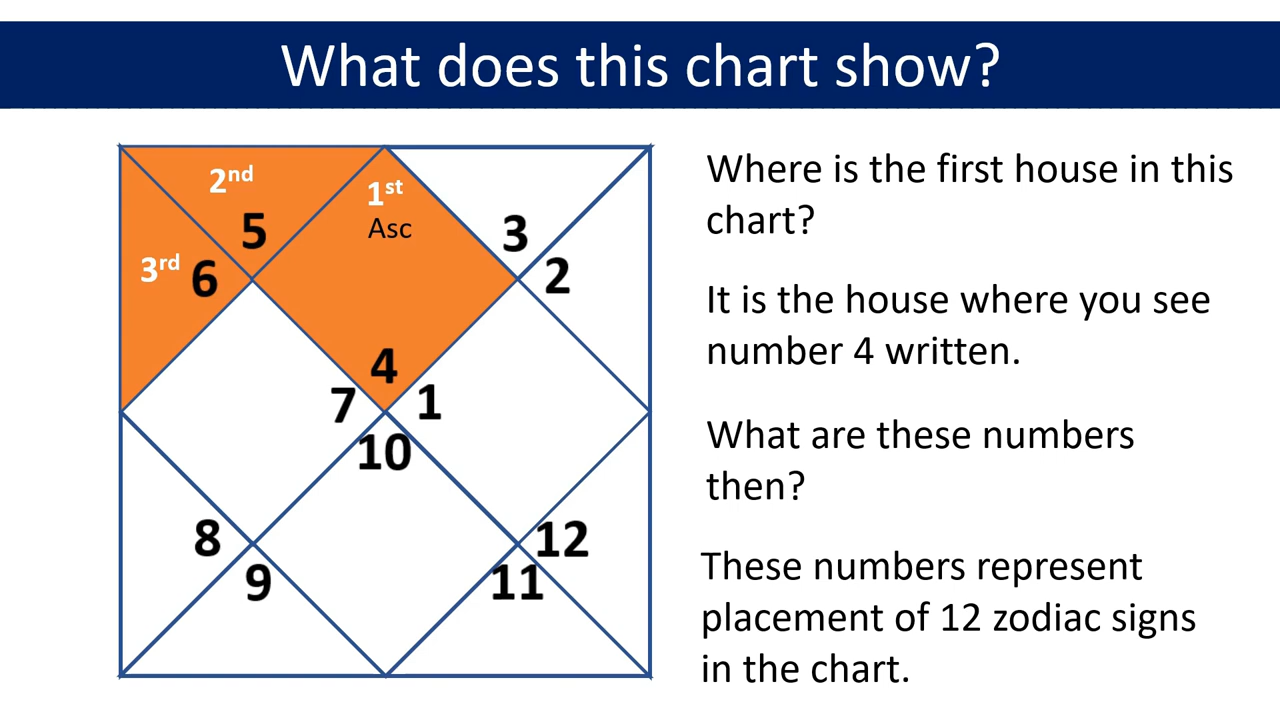 What does this chart show?
2nd
1st
Asc
5
3
3rd
6
2
4
7
1
10
8
12
9
11
Where is the first house in this
chart?
It is the house where you see
number 4 written.
What are these numbers
then?
These numbers represent
placement of 12 zodiac signs
in the chart.